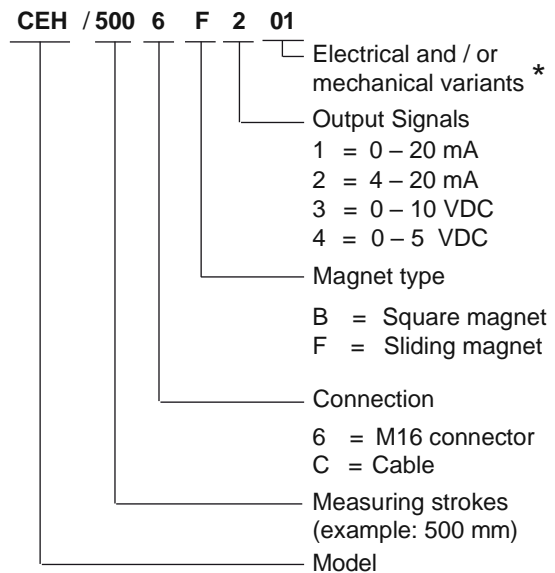 CEH / 500 6 F 2 01
Electrical and / or
mechanical variants *
Output Signals
1 = 0 – 20 mA
2 = 4 – 20 mA
3 = 0 – 10 VDC
4 = 0 – 5 VDC
Magnet type
B = Square magnet
F = Sliding magnet
Connection
6 = M16 connector
C = Cable
Measuring strokes
(example: 500 mm)
Model